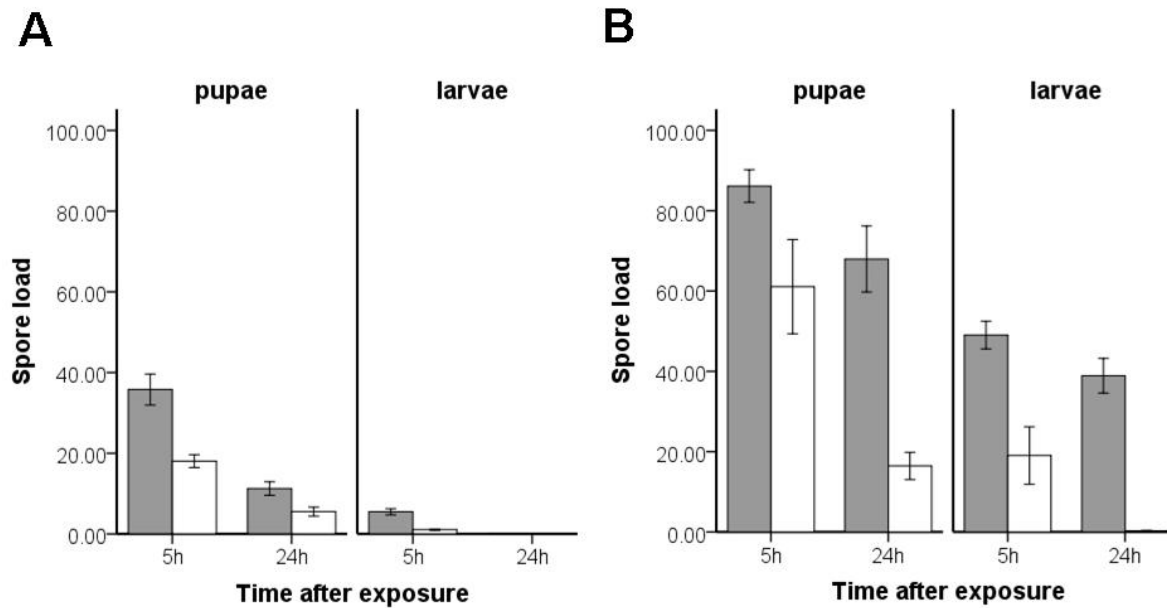 A
pupae
larvae
100.00
80.00
60.00
40.00
20.00
0.00
Spore load
5h
24h
5h
24h
Time after exposure
B
pupae
larvae
100.00
80.00
60.00
40.00
20.00
0.00
Spore load
5h
24h
5h
24h
Time after exposure